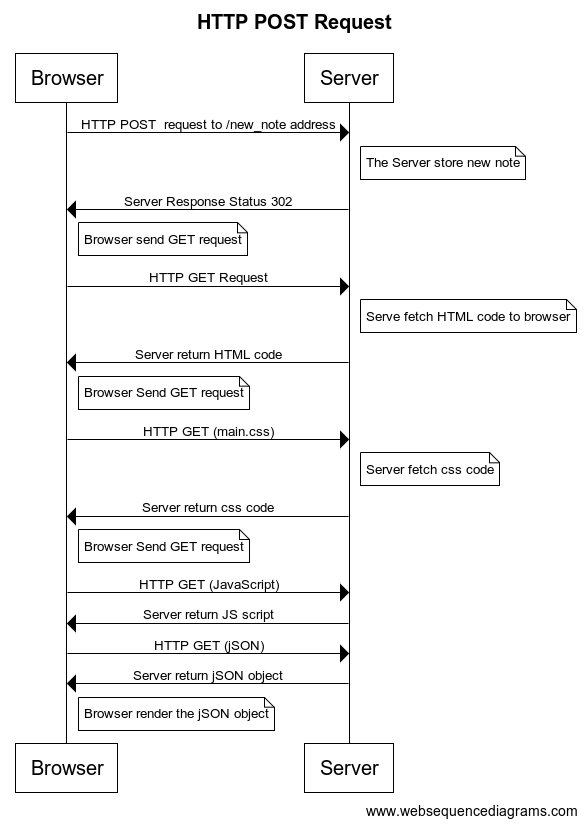 HTTP POST Request
Browser
Server
HTTP POST  request to /new_note address
The Server store new note
Server Response Status 302
Browser send GET request
HTTP GET Request
Serve fetch HTML code to browser
Server return HTML code
Browser Send GET request
HTTP GET (main.css)
Server fetch css code
Server return css code
Browser Send GET request
HTTP GET (JavaScript)
Server return JS script
HTTP GET (jSON)
Server return jSON object
Browser render the jSON object
Browser
Server
www.websequencediagrams.com